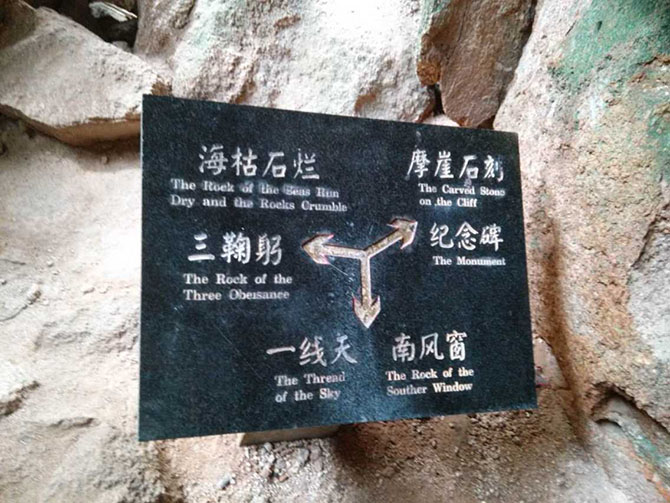 海枯石烂
The Rock of the Seas Run
Dry and the Rocks Crumble
摩崖石刻
The Carved Stone
on the Cliff
三鞠躬
The Rock of the
Three Obeisance
纪念碑
The Monument
一线天
The Thread
of the Sky
南风窗
The Rock of the
Souther Window